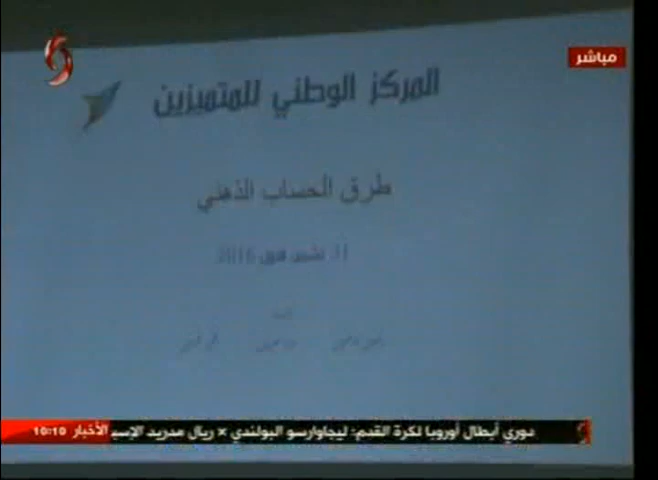 مباشر
المركز الوطني للمتميزين
طرق الحساب الذهني
2016
دوري أبطال أوروبا لكرة القدم: ليجاوارسو البولندي × ريال مدريد الإسب
الأخبار 10:10